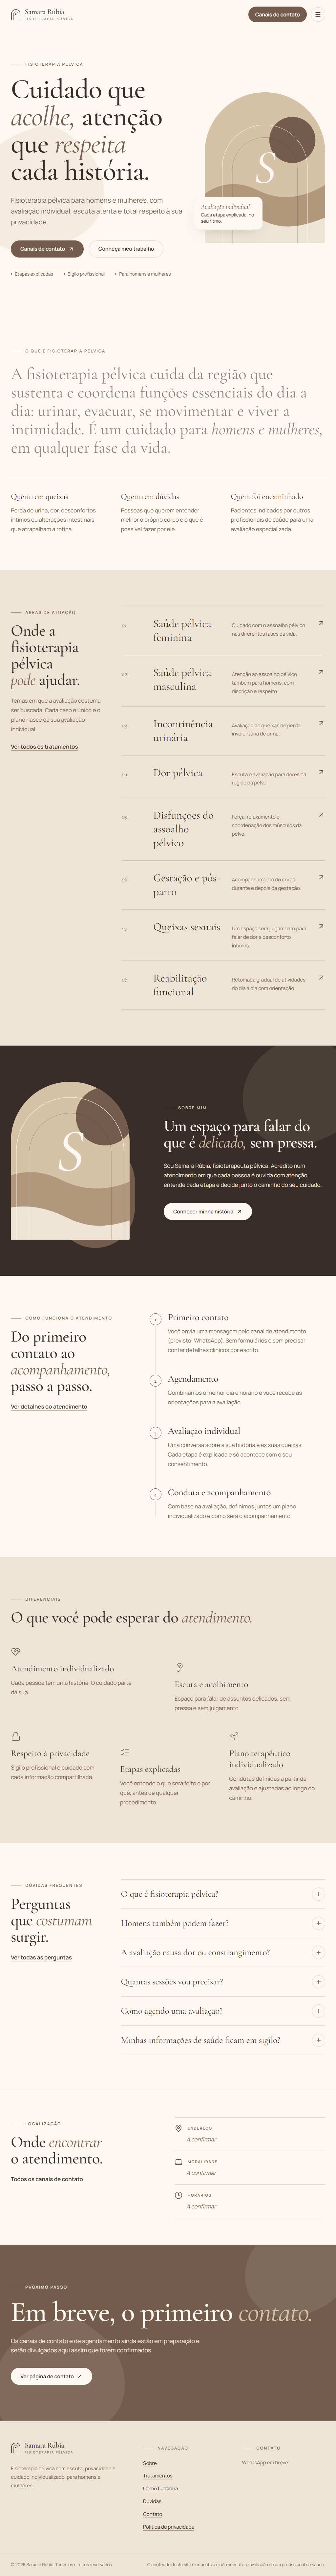 Samara Rúbia
FISIOTERAPIA PÉLVICA
Canais de contato
FISIOTERAPIA PÉLVICA
Cuidado que
acolhe, atenção
que respeita
cada história.
Fisioterapia pélvica para homens e mulheres, com
avaliação individual, escuta atenta e total respeito à sua
privacidade.
Canais de contato
Conheça meu trabalho
Etapas explicadas
Sigilo profissional
Para homens e mulheres
S
Avaliação individual
Cada etapa explicada, no
seu ritmo.
O QUE É FISIOTERAPIA PÉLVICA
A fisioterapia pélvica cuida da região que
sustenta e coordena funções essenciais do dia a
dia: urinar, evacuar, se movimentar e viver a
intimidade. É um cuidado para homens e mulheres,
em qualquer fase da vida.
Quem tem queixas
Perda de urina, dor, desconfortos
íntimos ou alterações intestinais
que atrapalham a rotina.
Quem tem dúvidas
Pessoas que querem entender
melhor o próprio corpo e o que é
possível fazer por ele.
Quem foi encaminhado
Pacientes indicados por outros
profissionais de saúde para uma
avaliação especializada.
ÁREAS DE ATUAÇÃO
Onde a
fisioterapia
pélvica
pode ajudar.
Temas em que a avaliação costuma
ser buscada. Cada caso é único e o
plano nasce da sua avaliação
individual.
Ver todos os tratamentos
01
Saúde pélvica
feminina
Cuidado com o assoalho pélvico
nas diferentes fases da vida.
02
Saúde pélvica
masculina
Atenção ao assoalho pélvico
também para homens, com
discrição e respeito.
03
Incontinência
urinária
Avaliação de queixas de perda
involuntária de urina.
04
Dor pélvica
Escuta e avaliação para dores na
região da pelve.
05
Disfunções do
assoalho
pélvico
Força, relaxamento e
coordenação dos músculos da
pelve.
06
Gestação e pós-
parto
Acompanhamento do corpo
durante e depois da gestação.
07
Queixas sexuais
Um espaço sem julgamento para
falar de dor e desconforto
íntimos.
08
Reabilitação
funcional
Retomada gradual de atividades
do dia a dia com orientação.
S
SOBRE MIM
Um espaço para falar do
que é delicado, sem pressa.
Sou Samara Rúbia, fisioterapeuta pélvica. Acredito num
atendimento em que cada pessoa é ouvida com atenção,
entende cada etapa e decide junto o caminho do seu cuidado.
Conhecer minha história
COMO FUNCIONA O ATENDIMENTO
Do primeiro
contato ao
acompanhamento,
passo a passo.
Ver detalhes do atendimento
1
Primeiro contato
Você envia uma mensagem pelo canal de atendimento
(previsto: WhatsApp). Sem formulários e sem precisar
contar detalhes clínicos por escrito.
2
Agendamento
Combinamos o melhor dia e horário e você recebe as
orientações para a avaliação.
3
Avaliação individual
Uma conversa sobre a sua história e as suas queixas.
Cada etapa é explicada e só acontece com o seu
consentimento.
4
Conduta e acompanhamento
Com base na avaliação, definimos juntos um plano
individualizado e como será o acompanhamento.
DIFERENCIAIS
O que você pode esperar do atendimento.
Atendimento individualizado
Cada pessoa tem uma história. O cuidado parte
da sua.
Escuta e acolhimento
Espaço para falar de assuntos delicados, sem
pressa e sem julgamento.
Respeito à privacidade
Sigilo profissional e cuidado com
cada informação compartilhada.
Etapas explicadas
Você entende o que será feito e por
quê, antes de qualquer
procedimento.
Plano terapêutico
individualizado
Condutas definidas a partir da
avaliação e ajustadas ao longo do
caminho.
DÚVIDAS FREQUENTES
Perguntas
que costumam
surgir.
Ver todas as perguntas
O que é fisioterapia pélvica?
Homens também podem fazer?
A avaliação causa dor ou constrangimento?
Quantas sessões vou precisar?
Como agendo uma avaliação?
Minhas informações de saúde ficam em sigilo?
LOCALIZAÇÃO
Onde encontrar
o atendimento.
Todos os canais de contato
ENDEREÇO
A confirmar
MODALIDADE
A confirmar
HORÁRIOS
A confirmar
PRÓXIMO PASSO
Em breve, o primeiro contato.
Os canais de contato e de agendamento ainda estão em preparação e
serão divulgados aqui assim que forem confirmados.
Ver página de contato
Samara Rúbia
FISIOTERAPIA PÉLVICA
Fisioterapia pélvica com escuta, privacidade e
cuidado individualizado, para homens e
mulheres.
NAVEGAÇÃO
Sobre
Tratamentos
Como funciona
Dúvidas
Contato
Política de privacidade
CONTATO
WhatsApp em breve
© 2026 Samara Rúbia. Todos os direitos reservados.
O conteúdo deste site é educativo e não substitui a avaliação de um profissional de saúde.